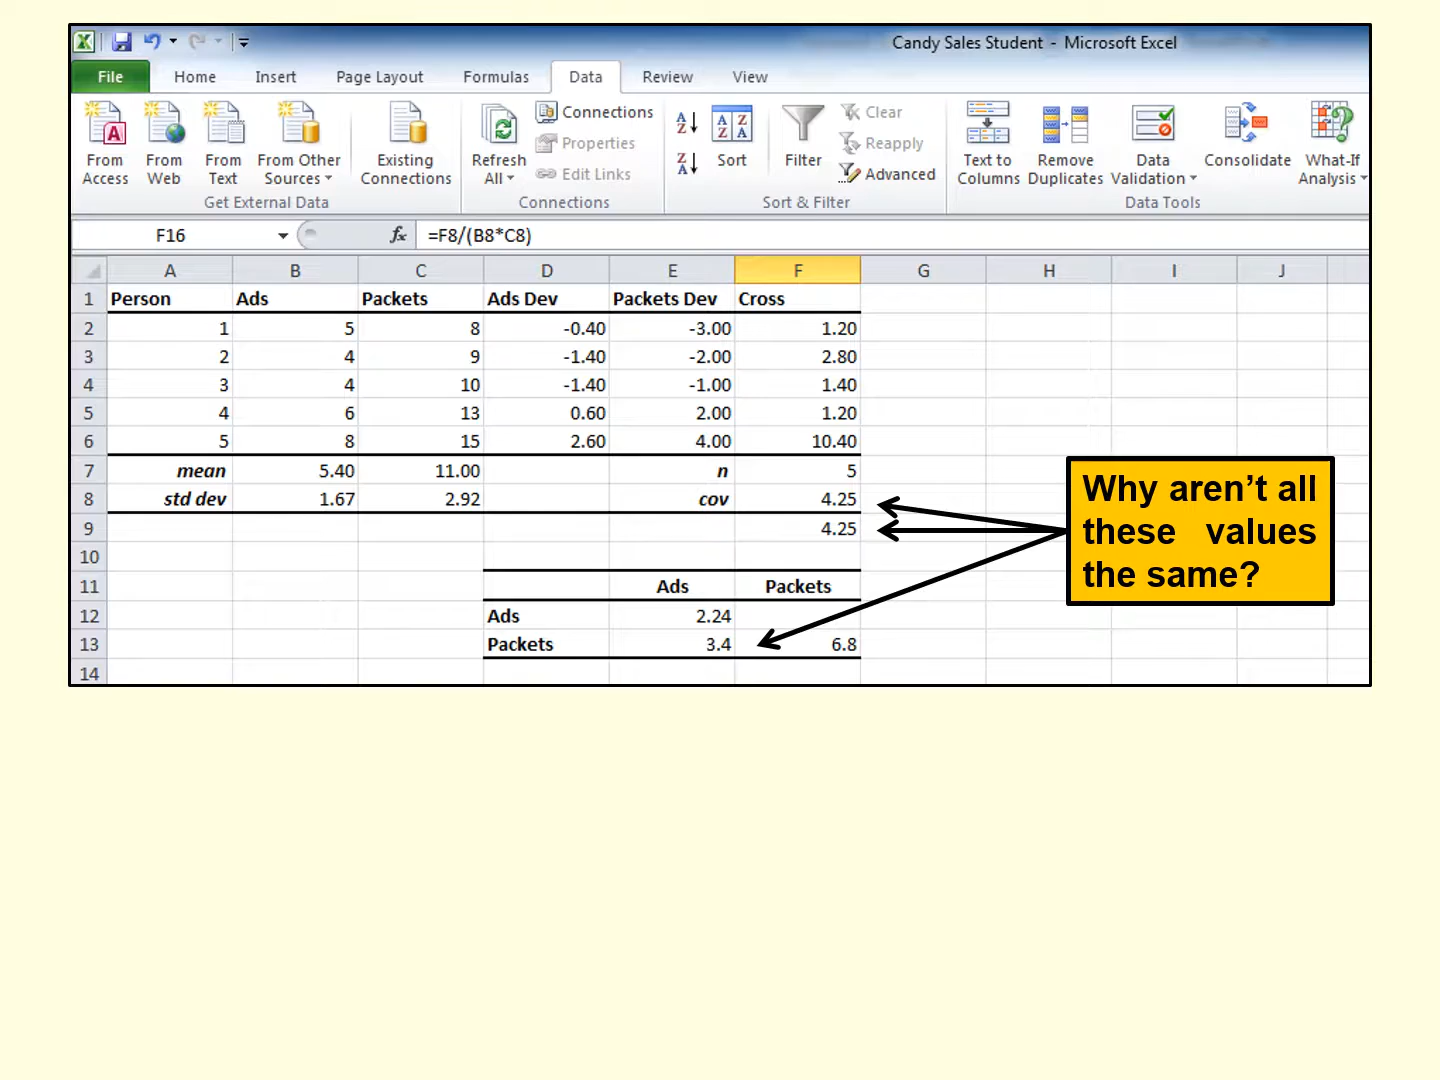 Candy Sales Student - Microsoft Excel
File Home Insert Page Layout Formulas Data Review View
From Access
From Web
From Text
From Other Sources
Existing Connections
Get External Data
Refresh All
Connections
Properties
Edit Links
Connections
Sort
Filter
Clear
Reapply
Advanced
Sort & Filter
Text to Columns
Remove Duplicates
Data Validation
Consolidate
What-If Analysis
Data Tools
F16 fx =F8/(B8*C8)
A B C D E F G H I J
1 Person Ads Packets Ads Dev Packets Dev Cross
2 1 5 8 -0.40 -3.00 1.20
3 2 4 9 -1.40 -2.00 2.80
4 3 4 10 -1.40 -1.00 1.40
5 4 6 13 0.60 2.00 1.20
6 5 8 15 2.60 4.00 10.40
7 mean 5.40 11.00 n 5
8 std dev 1.67 2.92 cov 4.25
9 4.25
10
11 Ads Packets
12 Ads 2.24
13 Packets 3.4 6.8
14
Why aren’t all
these values
the same?